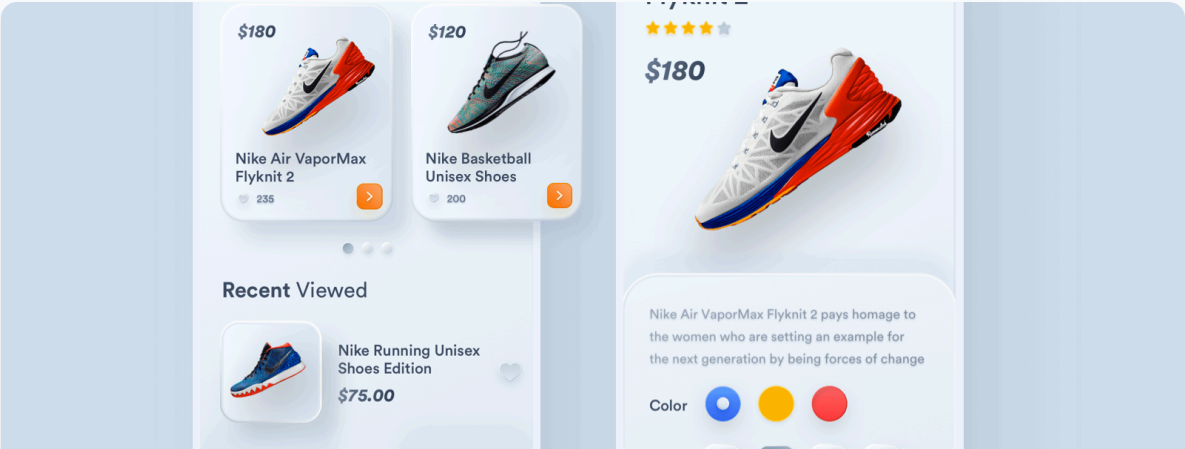 $180
Nike Air VaporMax
Flyknit 2
235
$120
Nike Basketball
Unisex Shoes
200
Recent Viewed
Nike Running Unisex
Shoes Edition
$75.00
Flyknit 2
$180
Nike Air VaporMax Flyknit 2 pays homage to
the women who are setting an example for
the next generation by being forces of change
Color